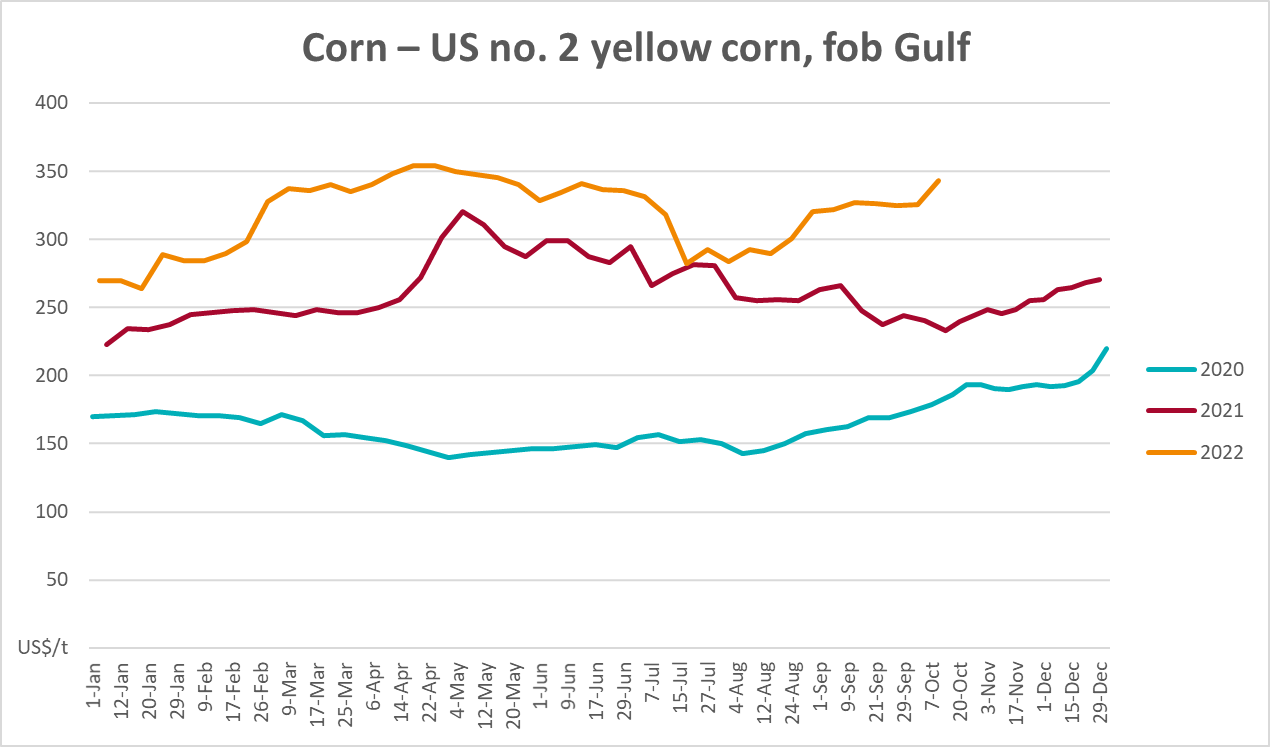 Corn – US no. 2 yellow corn, fob Gulf
400
350
300
250
200
150
100
50
US$/t
1-Jan
12-Jan
20-Jan
29-Jan
9-Feb
17-Feb
26-Feb
9-Mar
17-Mar
25-Mar
6-Apr
14-Apr
22-Apr
4-May
12-May
20-May
1-Jun
9-Jun
17-Jun
29-Jun
7-Jul
15-Jul
27-Jul
4-Aug
12-Aug
24-Aug
1-Sep
9-Sep
21-Sep
29-Sep
7-Oct
20-Oct
3-Nov
17-Nov
1-Dec
15-Dec
29-Dec
2020
2021
2022